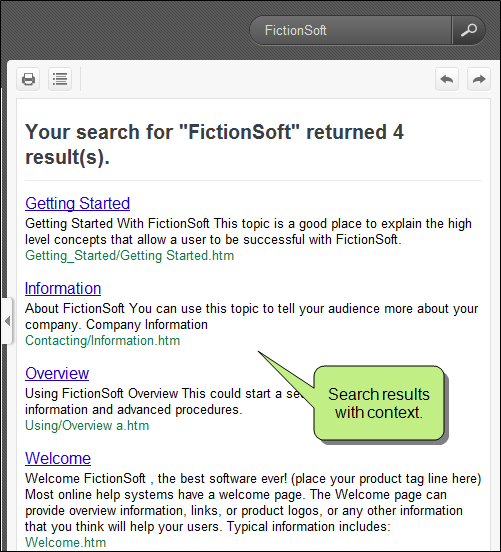 FictionSoft
Your search for "FictionSoft" returned 4
result(s).
Getting Started
Getting Started With FictionSoft This topic is a good place to explain the high
level concepts that allow a user to be successful with FictionSoft.
Getting_Started/Getting Started.htm
Information
About FictionSoft You can use this topic to tell your audience more about your
company. Company Information
Contacting/Information.htm
Overview
Using FictionSoft Overview This could start a
information and advanced procedures.
Using/Overview a.htm
Search results
with context.
Welcome
Welcome FictionSoft , the best software ever! (place your product tag line here)
Most online help systems have a welcome page. The Welcome page can
provide overview information, links, or product logos, or any other information
that you think will help your users. Typical information includes:
Welcome.htm